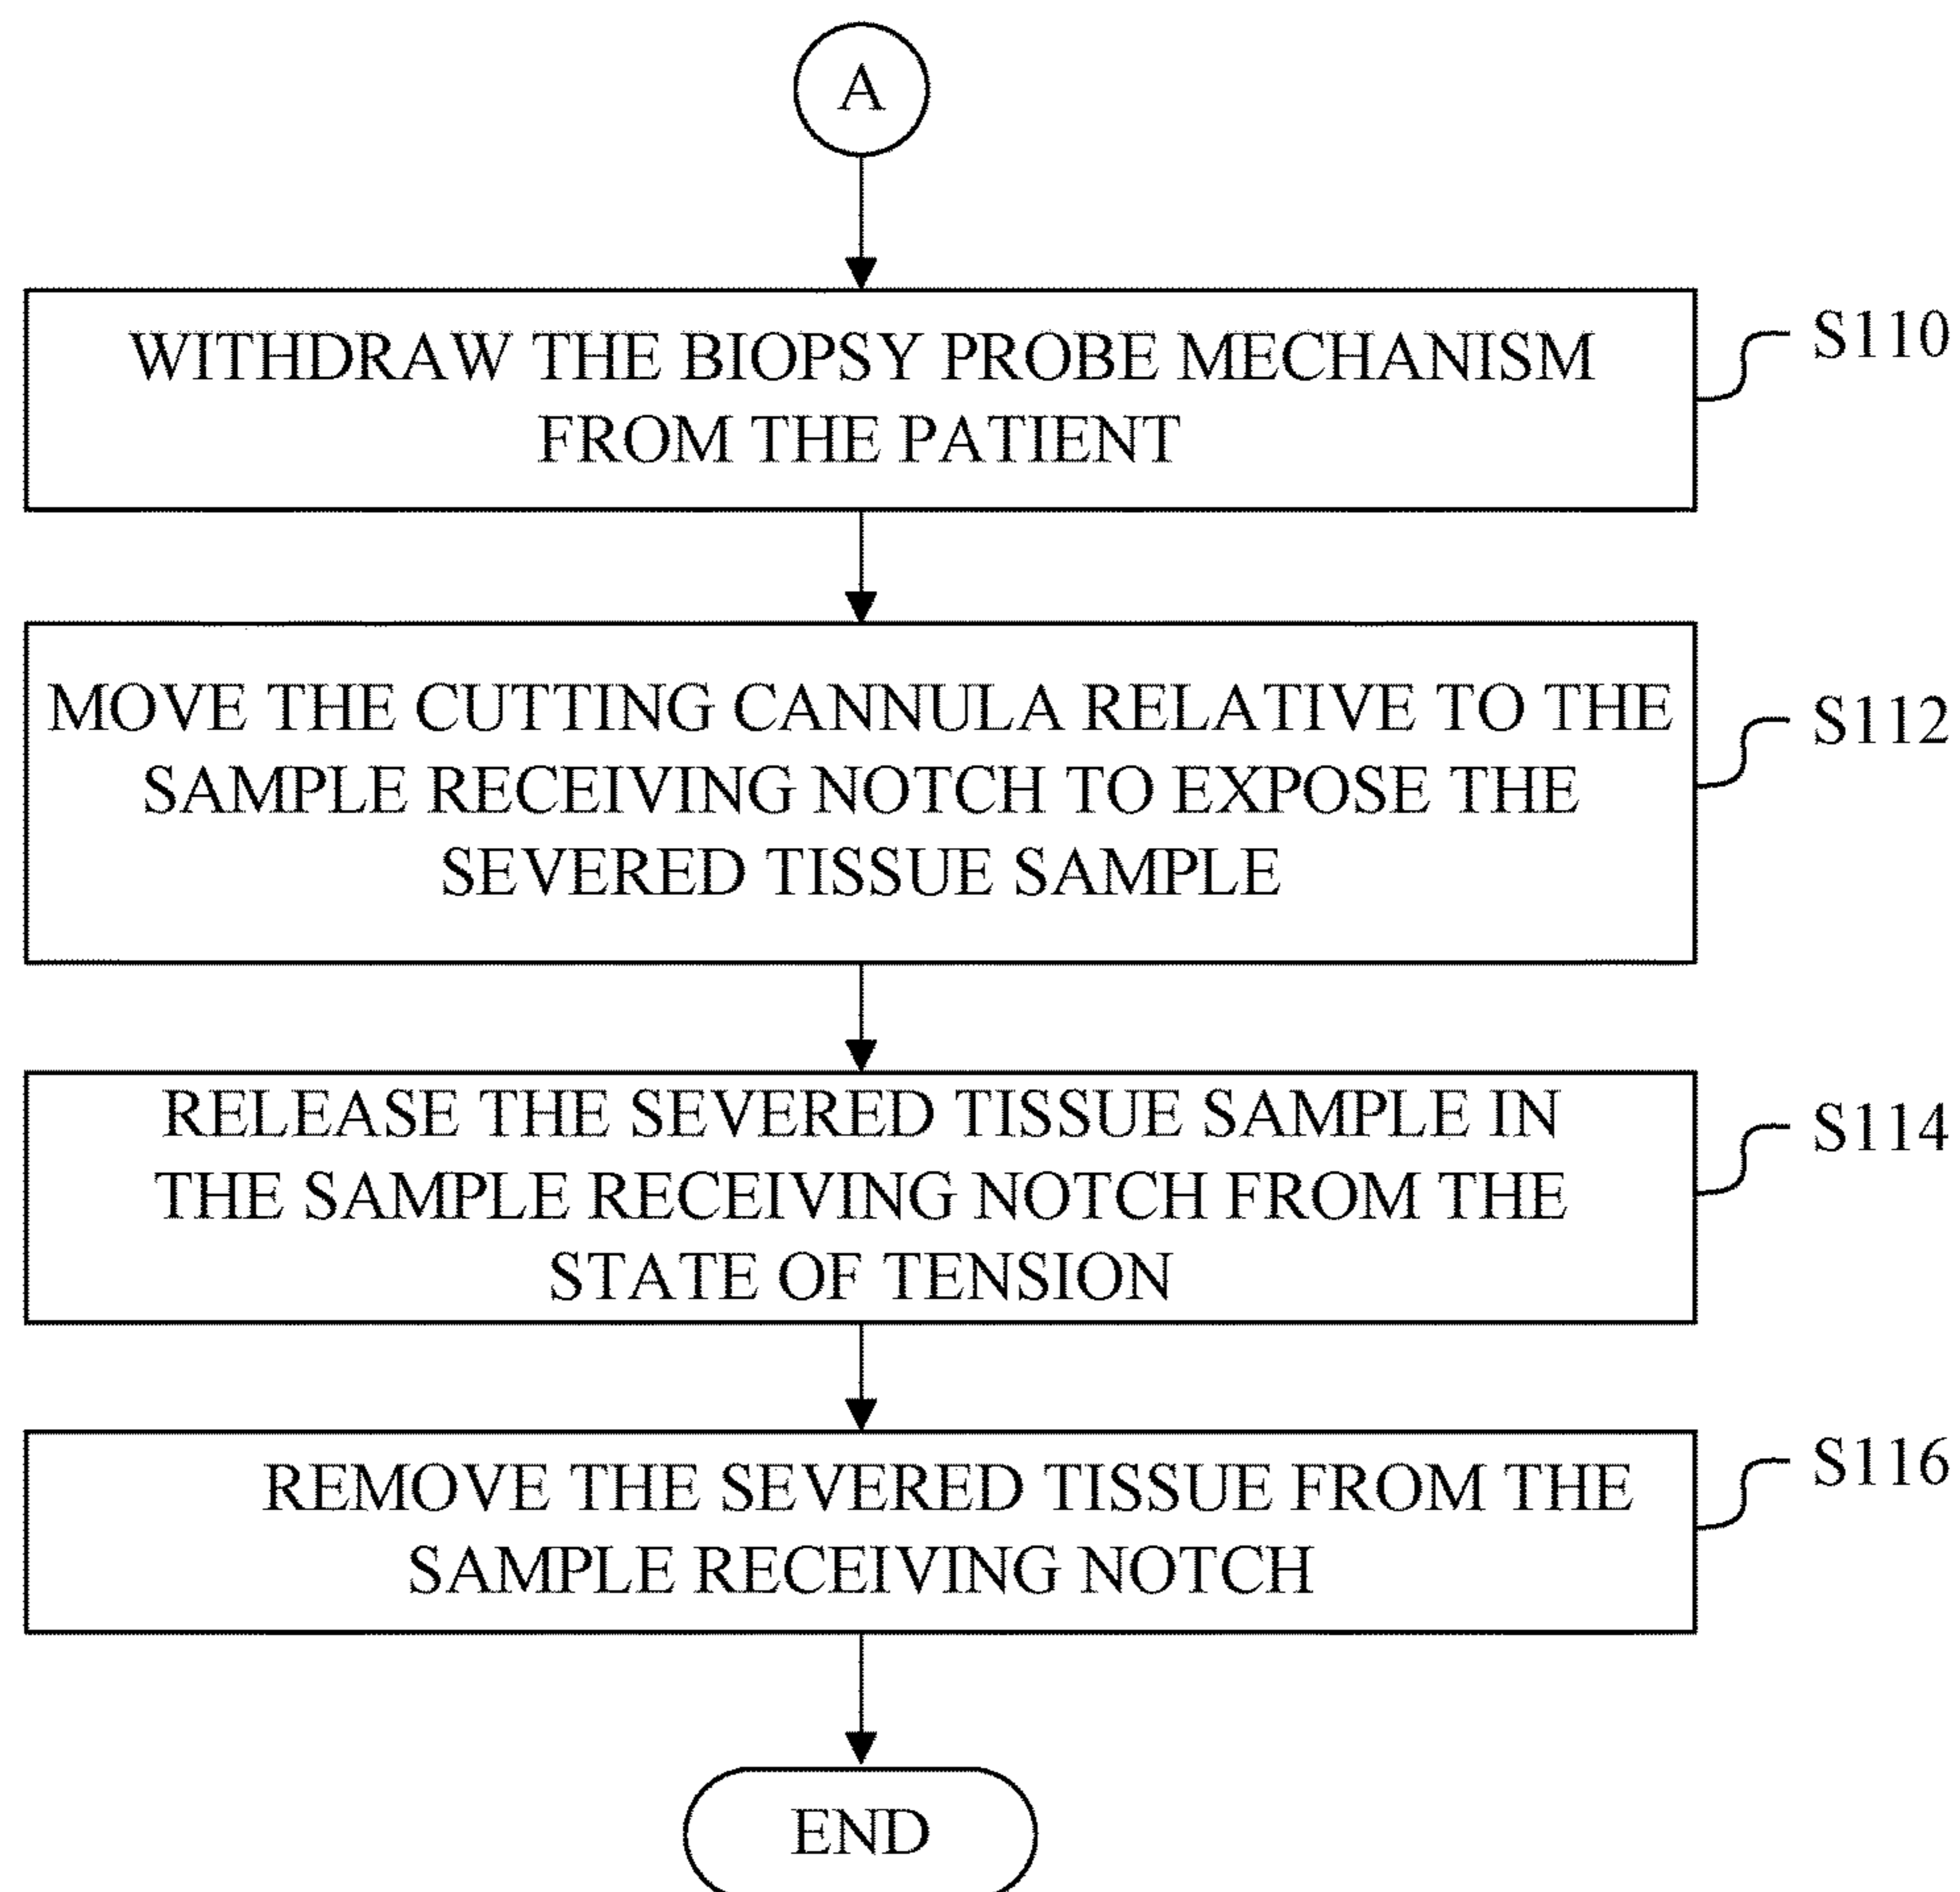 A
WITHDRAW THE BIOPSY PROBE MECHANISM
FROM THE PATIENT
S110
MOVE THE CUTTING CANNULA RELATIVE TO THE
SAMPLE RECEIVING NOTCH TO EXPOSE THE
SEVERED TISSUE SAMPLE
S112
RELEASE THE SEVERED TISSUE SAMPLE IN
THE SAMPLE RECEIVING NOTCH FROM THE
STATE OF TENSION
S114
REMOVE THE SEVERED TISSUE FROM THE
SAMPLE RECEIVING NOTCH
S116
END